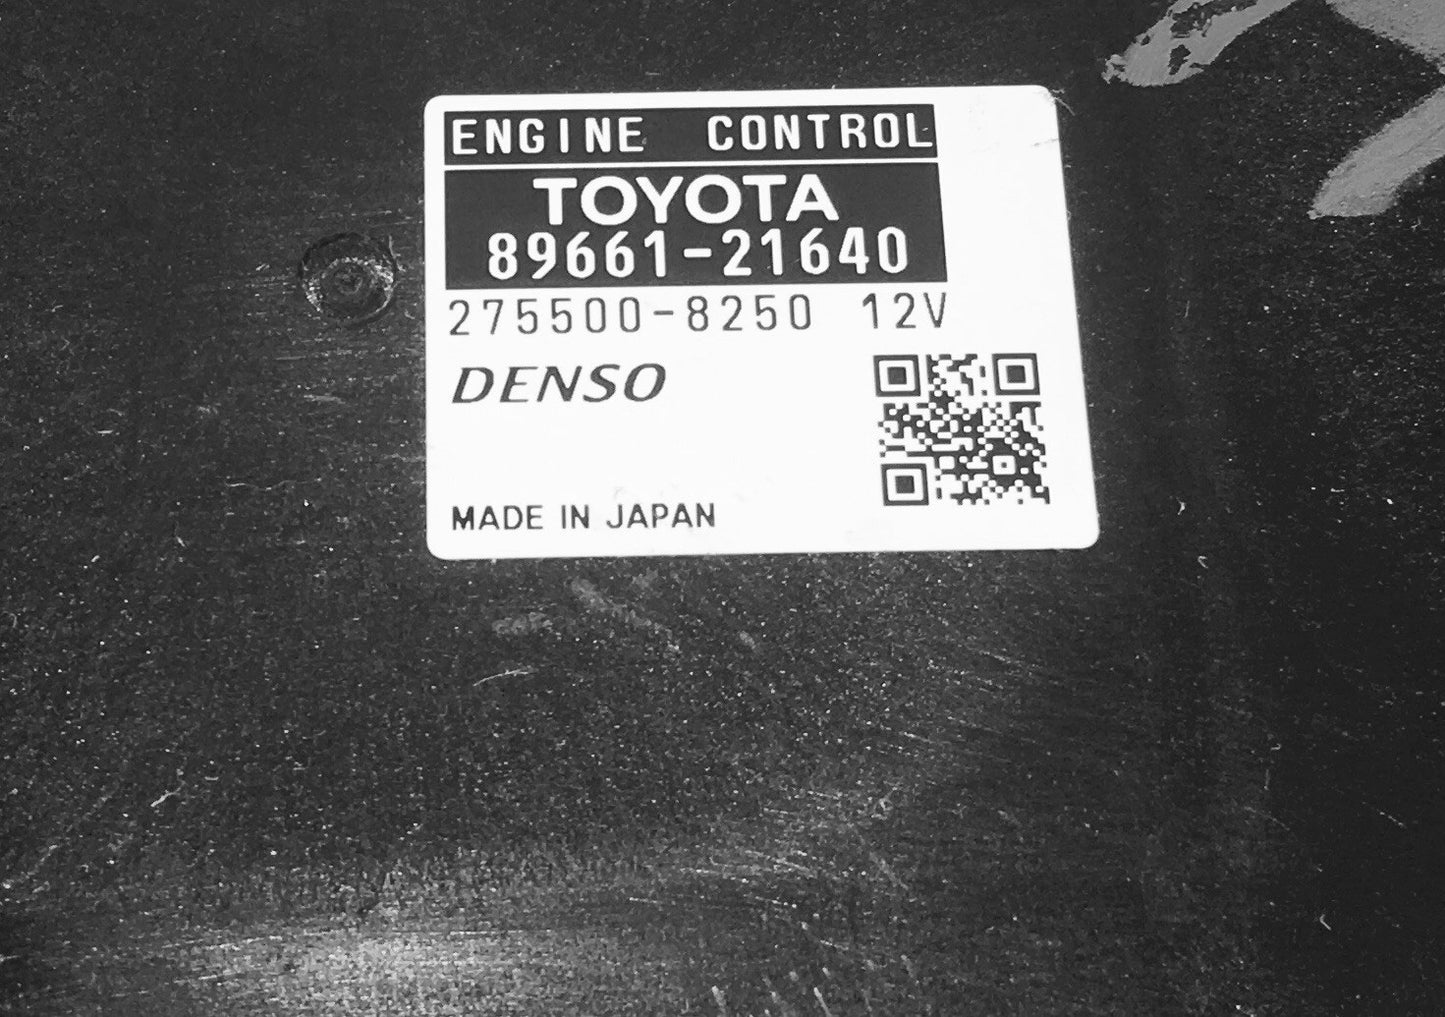 ENGINE CONTROL
TOYOTA
89661-21640
275500-8250 12V
DENSO
MADE IN JAPAN